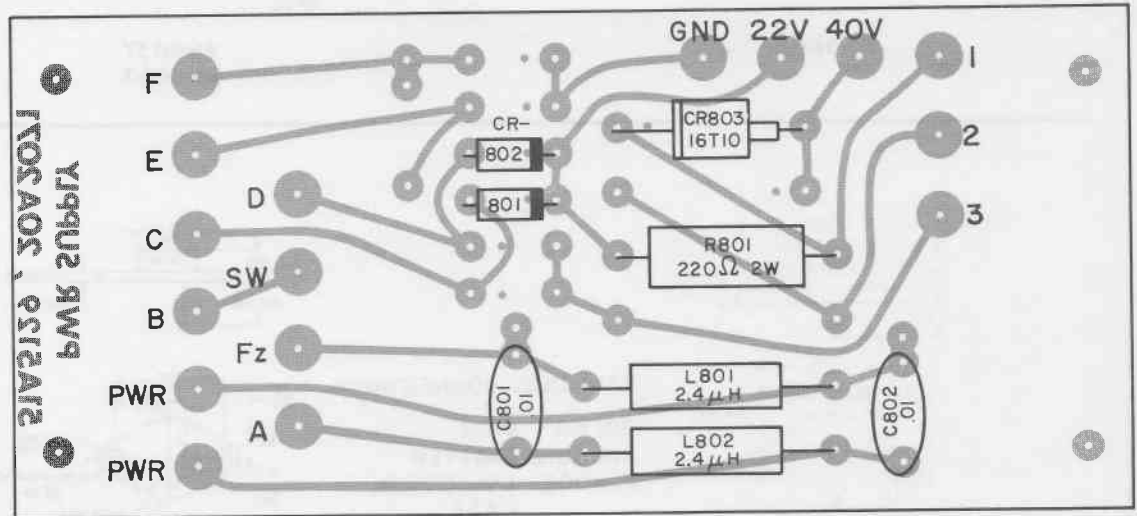 GND 22V 40V
F
1
CR-
CR803
16T10
2
802
E
D
801
3
C
R801
220Ω 2W
SW
B
Fz
L801
2.4μH
PWR
C801
.01
C802
.01
A
L802
2.4μH
PWR
PWR SUPPLY
51A5129, 20A2071